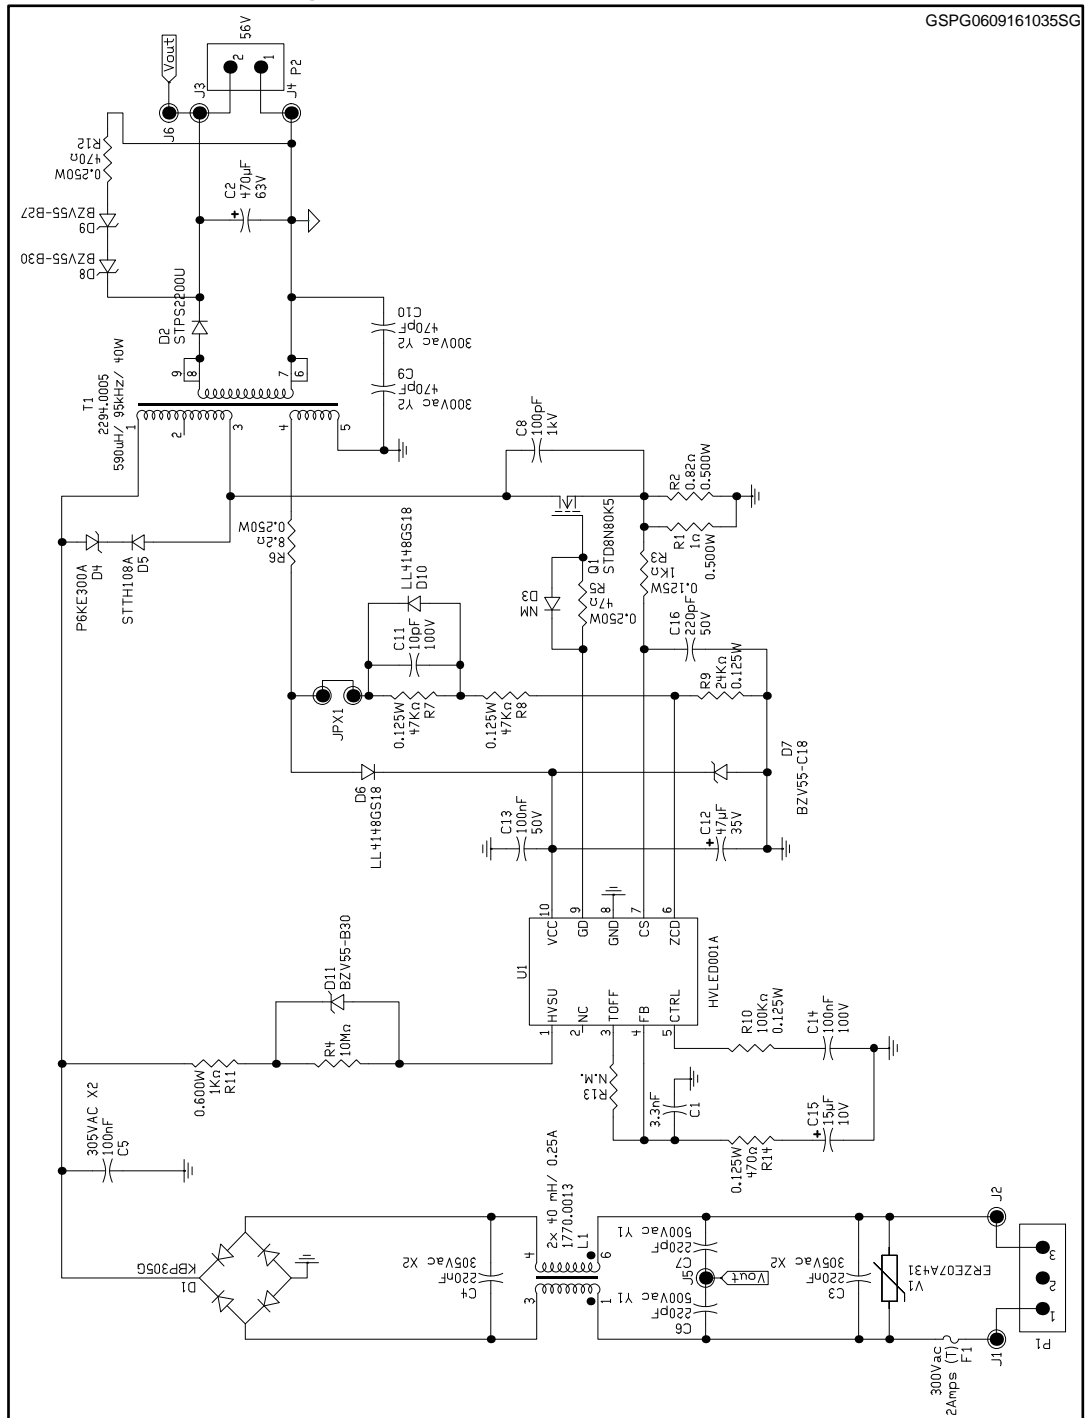 GSPG0609161035SG
56V
Vout
2
1
P2
J3
J4
J6
R12
470Ω
0.250W
C2
470µF
63V
BZV55-B27
D9
BZV55-B30
D8
D2
STPS2200U
C10
470pF
300Vac Y2
C9
470pF
300Vac Y2
T1
2294.0005
590uH/ 95kHz/ 40W
9
8
7
6
1
2
3
4
5
C8
100pF
1kV
R2
0.82Ω
0.500W
R1
1Ω
0.500W
P6KE300A
D4
STTH108A
D5
R6
8.2Ω
0.250W
LL4148GS18
D10
C11
10pF
100V
Q1
STD8N80K5
D3
NM
R5
47Ω
0.250W
R3
1KΩ
0.125W
C16
220pF
50V
R9
24KΩ
0.125W
JPX1
0.125W
47KΩ
R7
0.125W
47KΩ
R8
D6
LL4148GS18
D7
BZV55-C18
C13
100nF
50V
C12
47µF
35V
U1
HVLED001A
VCC
10
GD
9
GND
8
CS
7
ZCD
6
HVSU
1
NC
2
TOFF
3
FB
4
CTRL
5
D11
BZV55-B30
R4
10MΩ
0.600W
1KΩ
R11
305VAC X2
100nF
C5
R13
N.M.
3.3nF
C1
R10
100KΩ
0.125W
C14
100nF
100V
C15
15µF
10V
0.125W
470Ω
R14
KBP305G
D1
2x 40 mH/ 0.25A
1770.0013
L1
4
3
6
1
C4
220nF
305Vac X2
C7
220pF
500Vac Y1
J5
Vout
C6
220pF
500Vac Y1
C3
220nF
305Vac X2
V1
ERZE07A431
300Vac
2Amps (T)
F1
J1
J2
P1
3
2
1